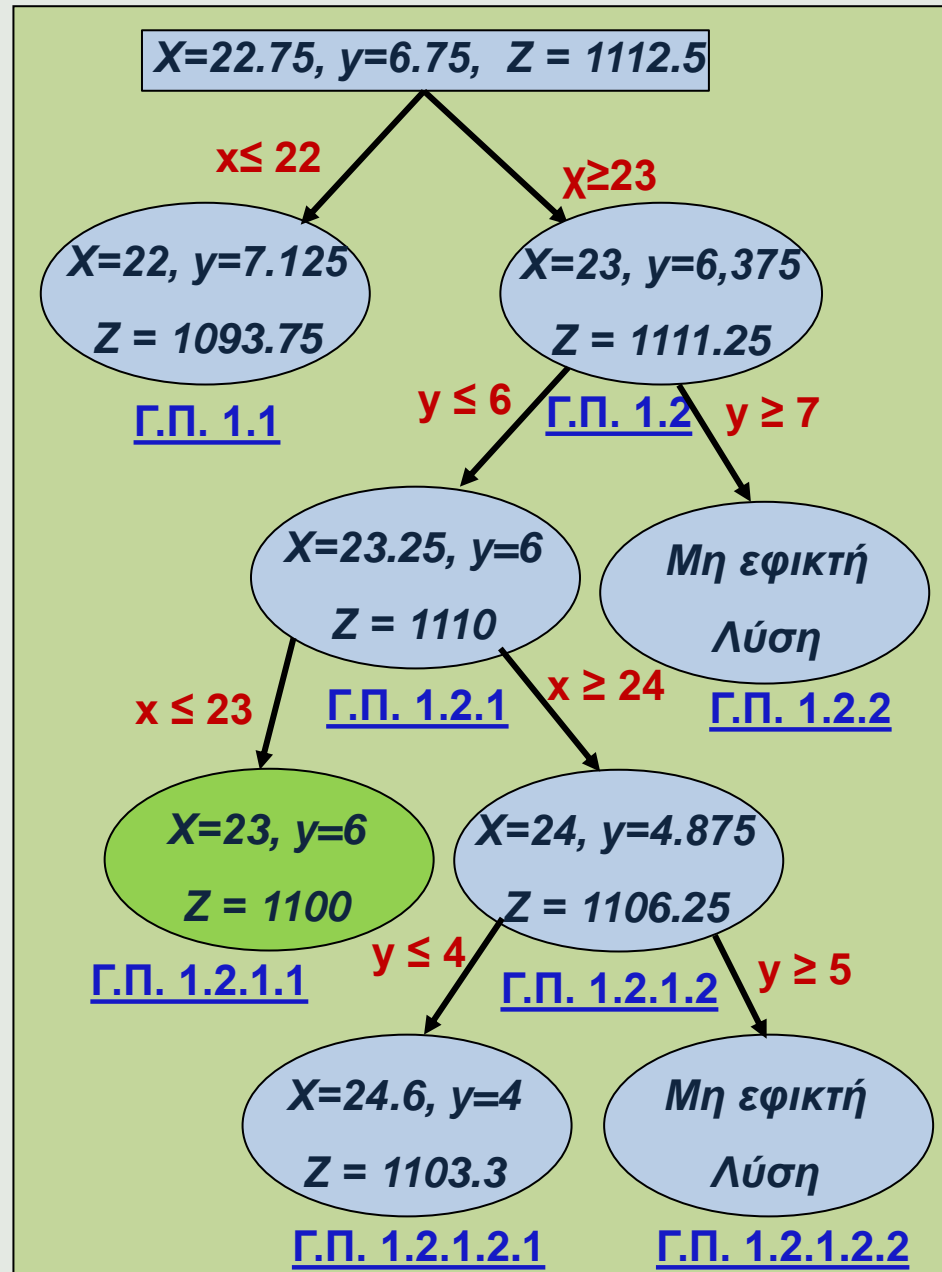 X=22.75, y=6.75, Z = 1112.5
x≤ 22
χ≥23
X=22, y=7.125
Z = 1093.75
Γ.Π. 1.1
X=23, y=6,375
Z = 1111.25
Γ.Π. 1.2
y ≤ 6
y ≥ 7
X=23.25, y=6
Z = 1110
Γ.Π. 1.2.1
Μη εφικτή
Λύση
Γ.Π. 1.2.2
x ≤ 23
x ≥ 24
X=23, y=6
Z = 1100
Γ.Π. 1.2.1.1
X=24, y=4.875
Z = 1106.25
Γ.Π. 1.2.1.2
y ≤ 4
y ≥ 5
X=24.6, y=4
Z = 1103.3
Γ.Π. 1.2.1.2.1
Μη εφικτή
Λύση
Γ.Π. 1.2.1.2.2